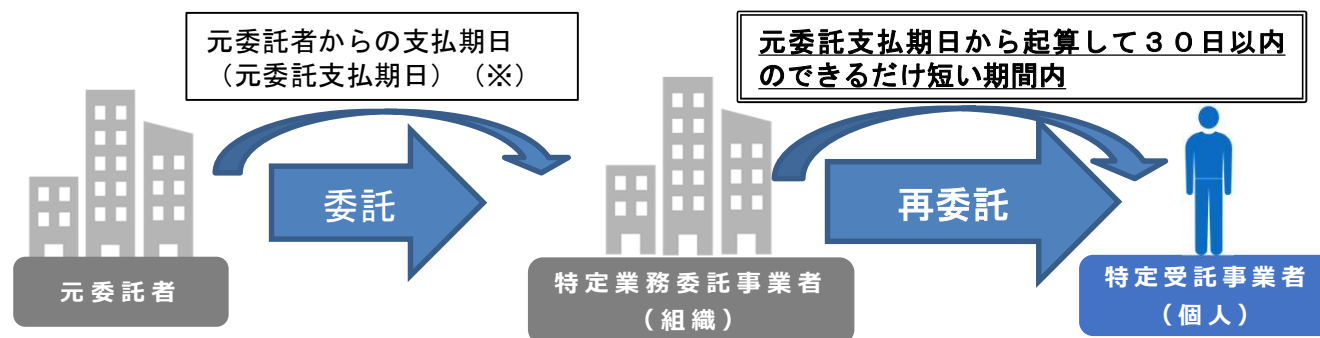 元委託者からの支払期日
（元委託支払期日）（※）
元委託支払期日から起算して３０日以内
のできるだけ短い期間内
委託
再委託
元委託者
特定業務委託事業者
（組織）
特定受託事業者
（個人）